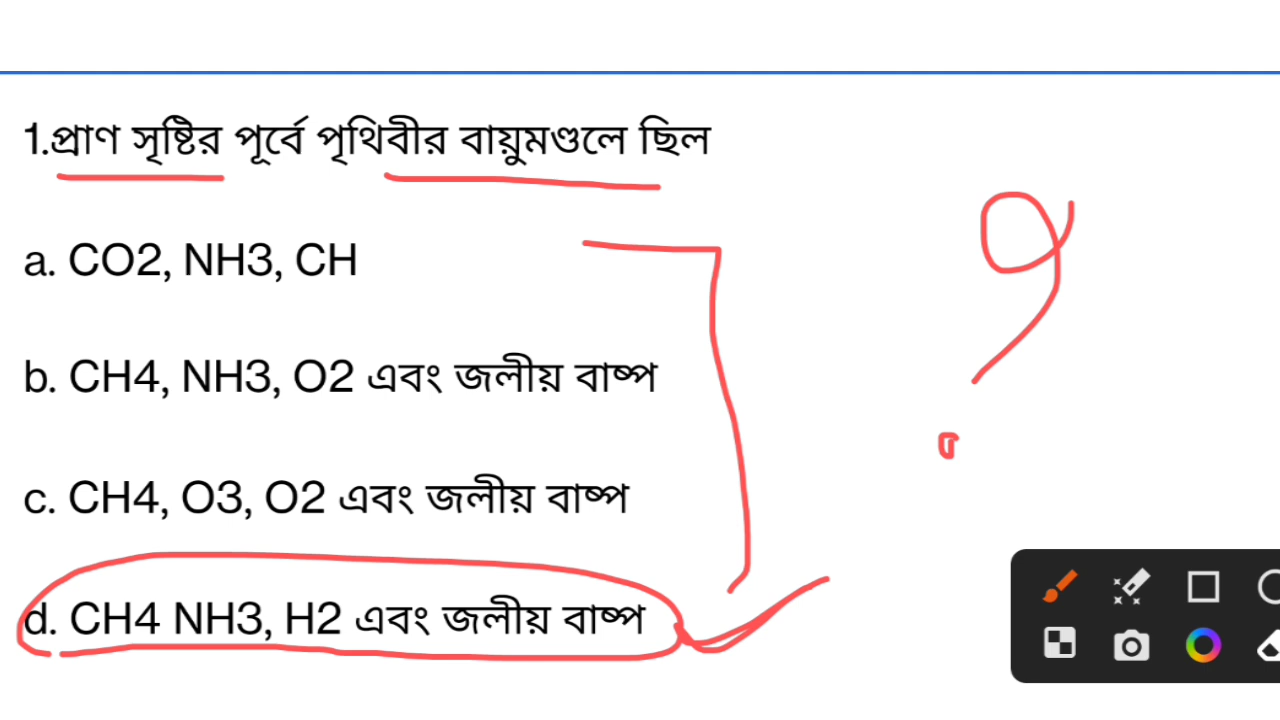 1.প্রাণ সৃষ্টির পূর্বে পৃথিবীর বায়ুমণ্ডলে ছিল
a. CO2, NH3, CH
b. CH4, NH3, O2 এবং জলীয় বাষ্প
c. CH4, O3, O2 এবং জলীয় বাষ্প
d. CH4 NH3, H2 এবং জলীয় বাষ্প